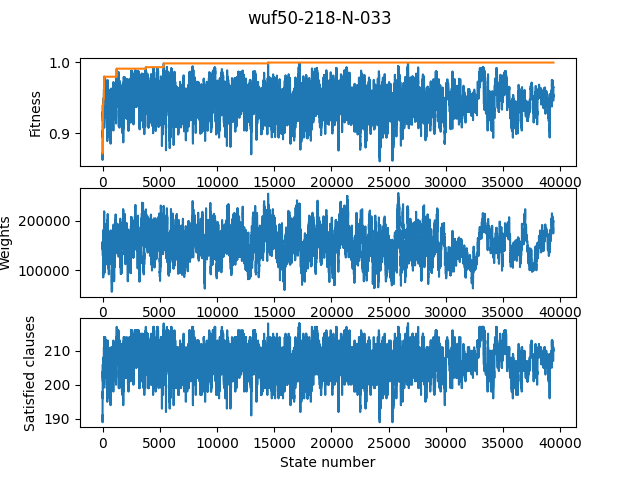 wuf50-218-N-033
1.0
0.9
Fitness
0 5000 10000 15000 20000 25000 30000 35000 40000
200000
100000
Weights
0 5000 10000 15000 20000 25000 30000 35000 40000
210
200
190
Satisfied clauses
0 5000 10000 15000 20000 25000 30000 35000 40000
State number